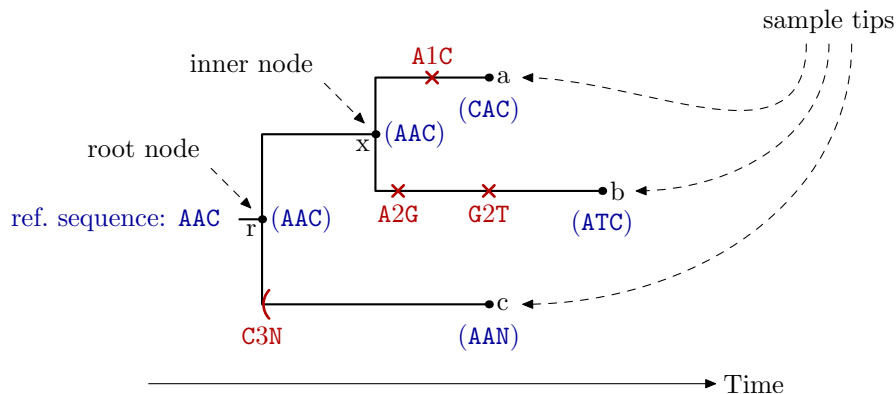 sample tips
A1C
inner node
a
(CAC)
x
(AAC)
root node
b
A2G
G2T
(ATC)
ref. sequence: AAC
r
(AAC)
c
C3N
(AAN)
Time